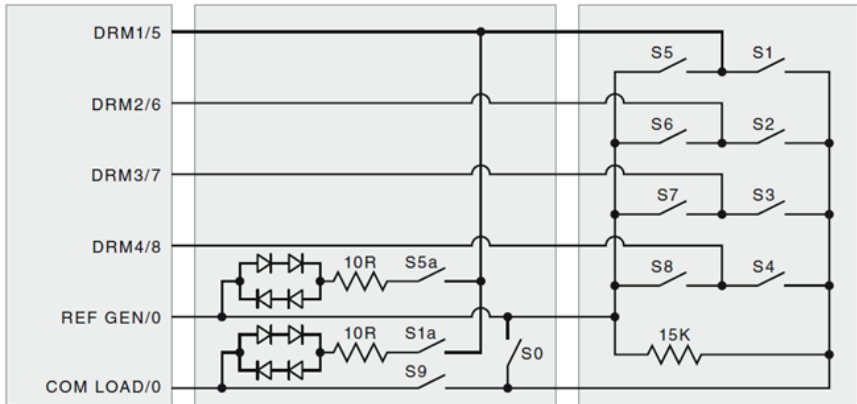 DRM1/5
S5 S1
DRM2/6
S6 S2
DRM3/7
S7 S3
DRM4/8
10R S5a
S8 S4
REF GEN/0
10R S1a
S0
15K
S9
COM LOAD/0